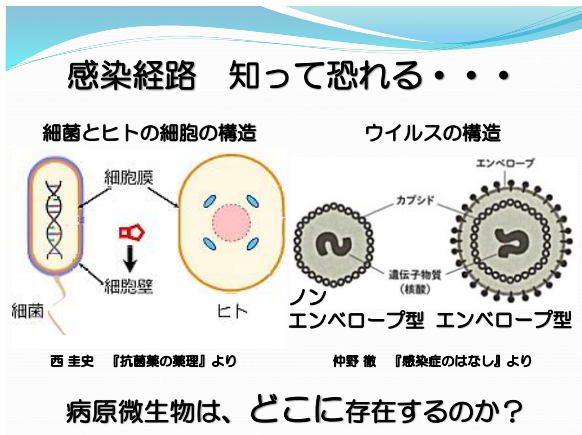 感染経路　知って恐れる・・・
細菌とヒトの細胞の構造
ウイルスの構造
細胞膜
細胞壁
細菌
ヒト
エンベロープ
カプシド
遺伝子物質
（核酸）
ノン
エンベロープ型
エンベロープ型
西 圭史　『抗菌薬の薬理』より
仲野 徹　『感染症のはなし』より
病原微生物は、どこに存在するのか？